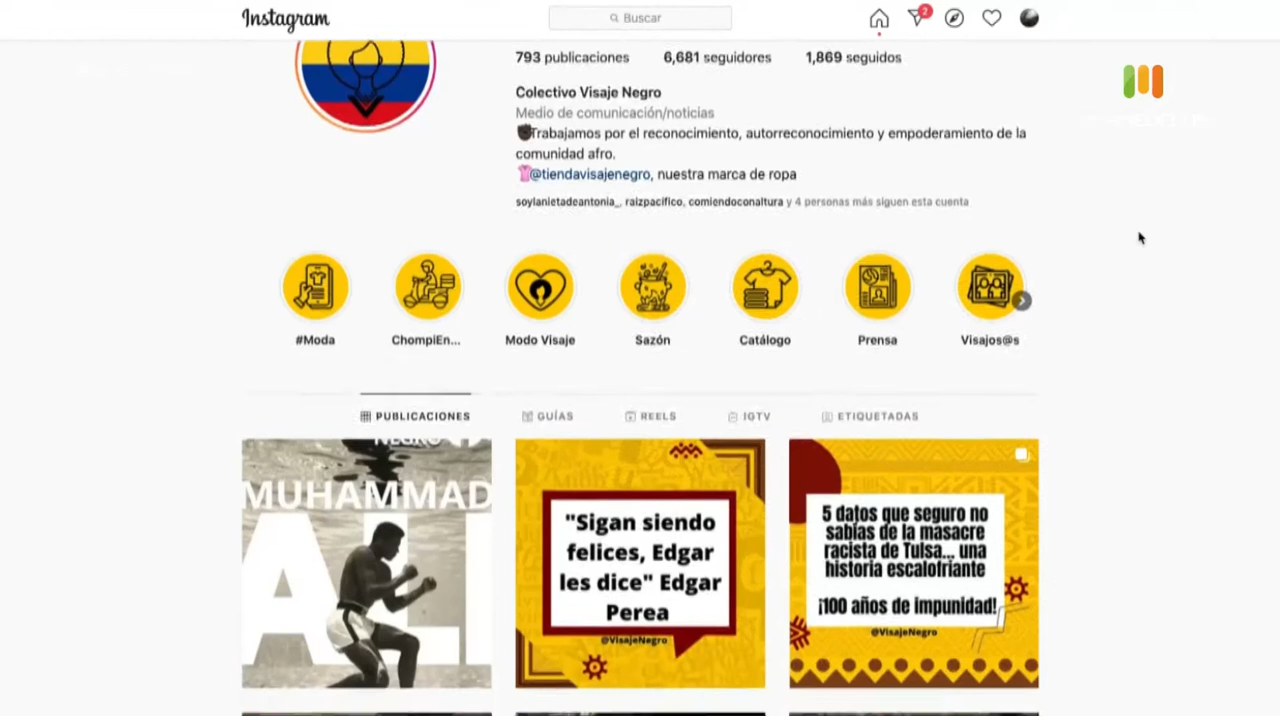 Instagram
Buscar
2
793 publicaciones 6,681 seguidores 1,869 seguidos
Colectivo Visaje Negro
Medio de comunicación/noticias
Trabajamos por el reconocimiento, autorreconocimiento y empoderamiento de la
comunidad afro.
@tiendavisajenegro, nuestra marca de ropa
soylanietadeantonia_, raizpacifico, comiendoconaltura y 4 personas más siguen esta cuenta
#Moda ChompiEn... Modo Visaje Sazón Catálogo Prensa Visajos@s
PUBLICACIONES GUÍAS REELS IGTV ETIQUETADAS
NEGRO
MUHAMMAD
ALI
"Sigan siendo
felices, Edgar
les dice" Edgar
Perea
@VisajeNegro
5 datos que seguro no
sabías de la masacre
racista de Tulsa... una
historia escalofriante
¡100 años de impunidad!
@VisajeNegro